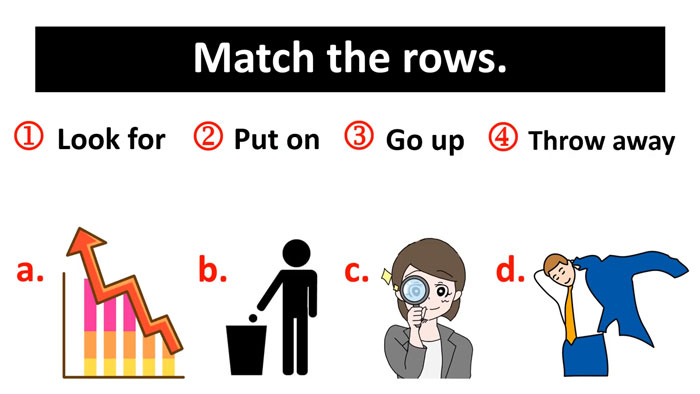 Match the rows.
① Look for ② Put on ③ Go up ④ Throw away
a. b. c. d.